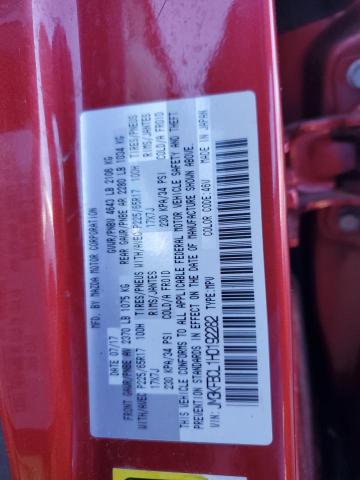 MFD. BY MAZDA MOTOR CORPORATION
DATE 07/17 GVWR/PNBV 4643 LB 2106 KG
FRONT GAWR/PNBE AV 2370 LB 1075 KG REAR GAWR/PNBE AR 2280 LB 1034 KG
WITH/AVEC P225/65R17 100H TIRES/PNEUS WITH/AVEC P225/65R17 100H TIRES/PNEUS
17X7J RIMS/JANTES 17X7J RIMS/JANTES
230 KPA/34 PSI COLD/A FROID 230 KPA/34 PSI COLD/A FROID
THIS VEHICLE CONFORMS TO ALL APPLICABLE FEDERAL MOTOR VEHICLE SAFETY AND THEFT
PREVENTION STANDARDS IN EFFECT ON THE DATE OF MANUFACTURE SHOWN ABOVE.
VIN: TYPE: MPV COLOR CODE: 46V MADE IN JAPAN